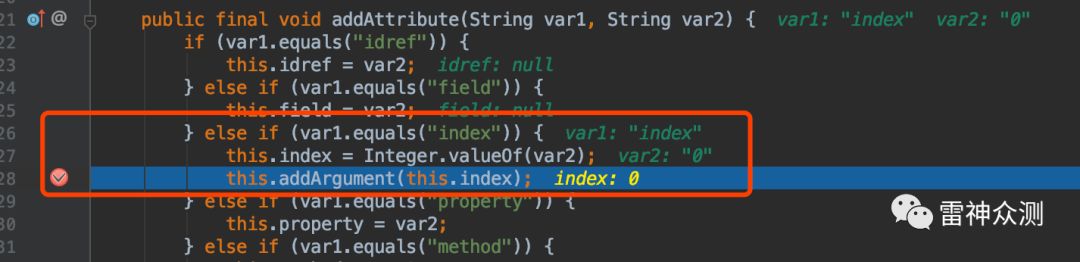 21 @ public final void addAttribute(String var1, String var2) { var1: "index" var2: "0"
22 if (var1.equals("idref")) {
23 this.idref = var2; idref: null
24 } else if (var1.equals("field")) {
25 this.field = var2; field: null
26 } else if (var1.equals("index")) { var1: "index"
27 this.index = Integer.valueOf(var2); var2: "0"
28 this.addArgument(this.index); index: 0
29 } else if (var1.equals("property")) {
30 this.property = var2;
31 } else if (var1.equals("method")) {
雷神众测